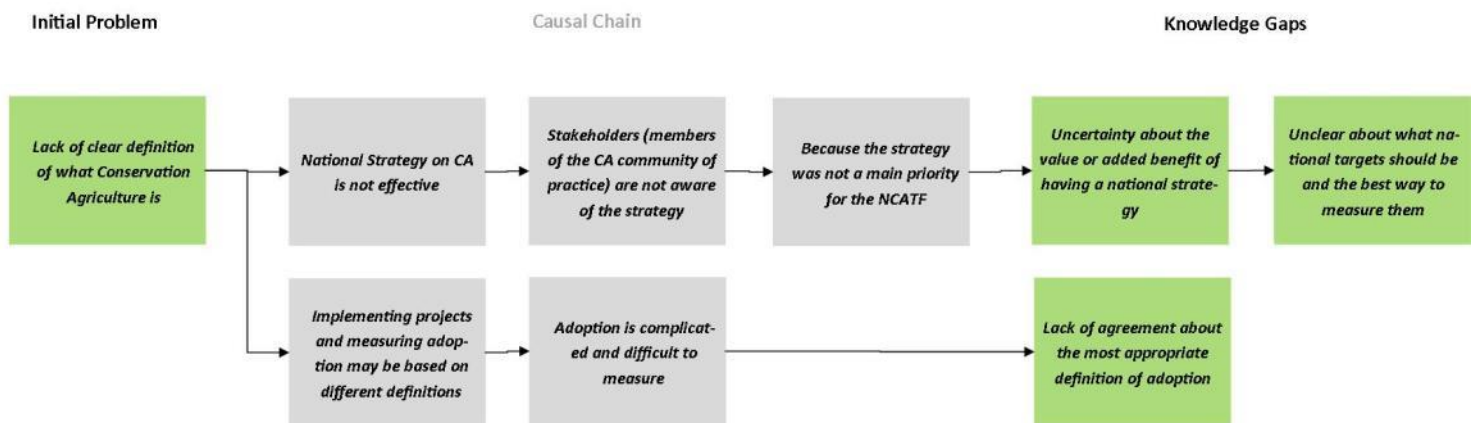 Initial Problem
Causal Chain
Knowledge Gaps
Lack of clear definition
of what Conservation
Agriculture is
National Strategy on CA
is not effective
Stakeholders (members
of the CA community of
practice) are not aware
of the strategy
Because the strategy
was not a main priority
for the NCATF
Uncertainty about the
value or added benefit of
having a national strate-
gy
Unclear about what na-
tional targets should be
and the best way to
measure them
Implementing projects
and measuring adop-
tion may be based on
different definitions
Adoption is complicat-
ed and difficult to
measure
Lack of agreement about
the most appropriate
definition of adoption